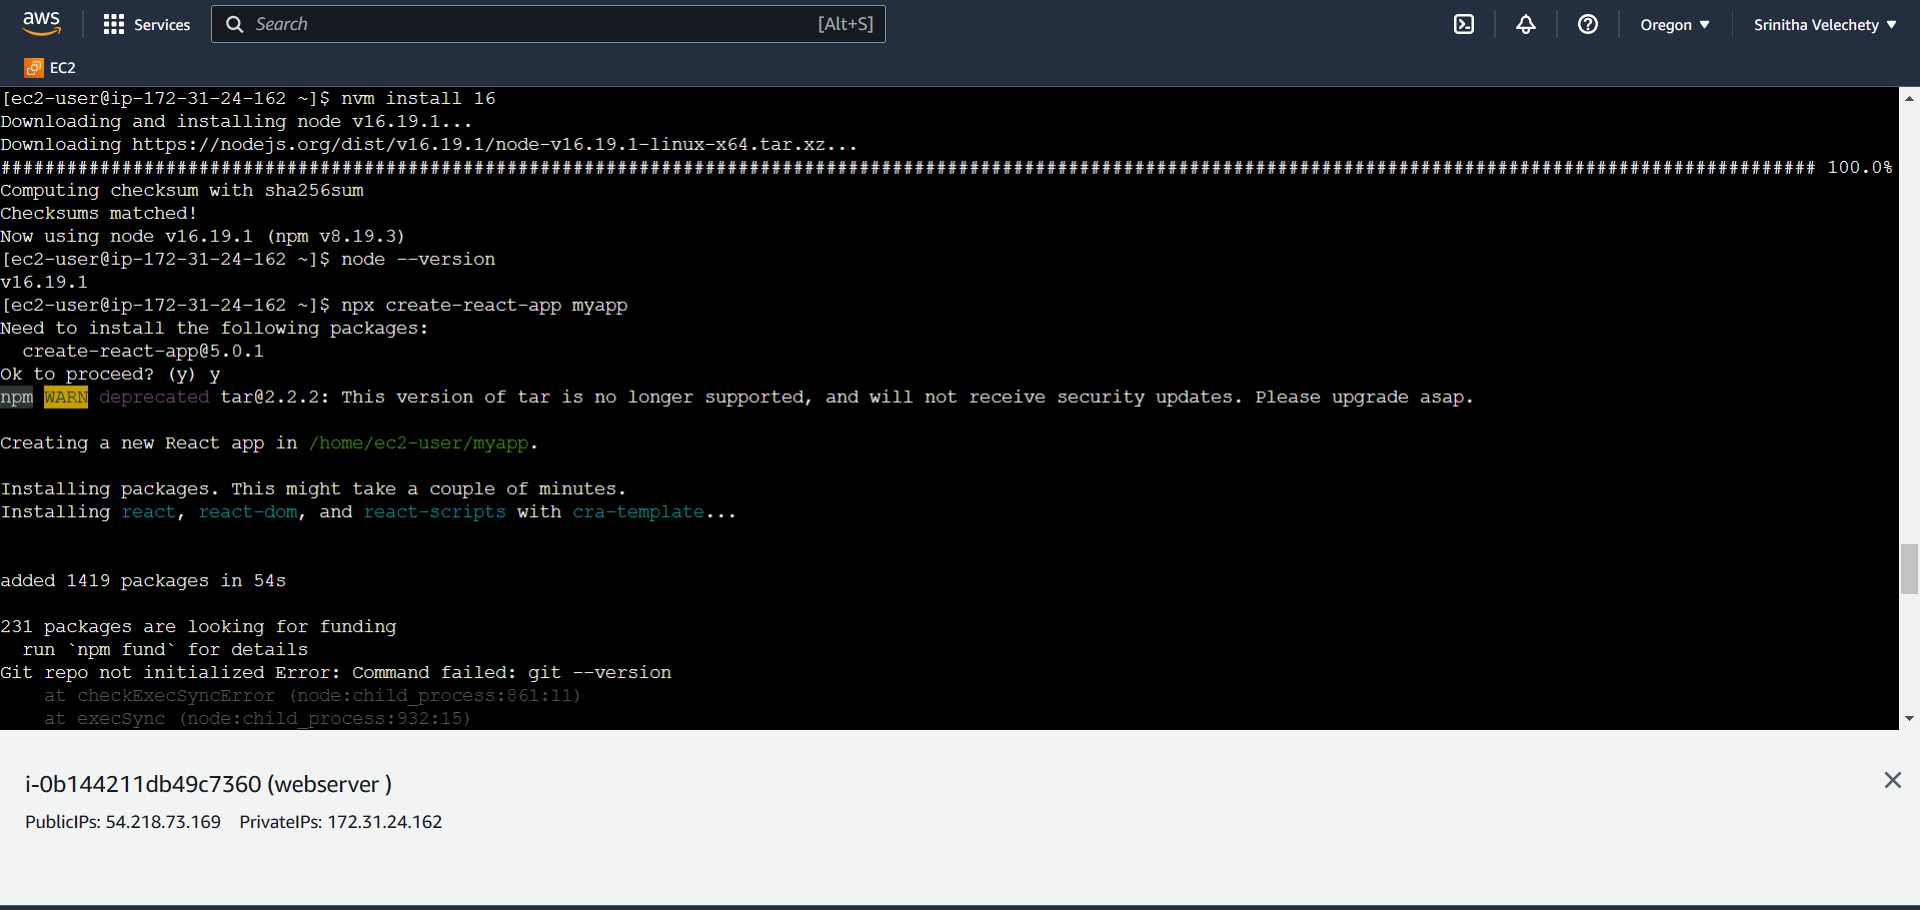 aws Services Search [Alt+S] Oregon Srinitha Velechety
EC2
[ec2-user@ip-172-31-24-162 ~]$ nvm install 16
Downloading and installing node v16.19.1...
Downloading https://nodejs.org/dist/v16.19.1/node-v16.19.1-linux-x64.tar.xz...
##################################################################################################################################################################### 100.0%
Computing checksum with sha256sum
Checksums matched!
Now using node v16.19.1 (npm v8.19.3)
[ec2-user@ip-172-31-24-162 ~]$ node --version
v16.19.1
[ec2-user@ip-172-31-24-162 ~]$ npx create-react-app myapp
Need to install the following packages:
  create-react-app@5.0.1
Ok to proceed? (y) y
npm WARN deprecated tar@2.2.2: This version of tar is no longer supported, and will not receive security updates. Please upgrade asap.
Creating a new React app in /home/ec2-user/myapp.
Installing packages. This might take a couple of minutes.
Installing react, react-dom, and react-scripts with cra-template...
added 1419 packages in 54s
231 packages are looking for funding
  run `npm fund` for details
Git repo not initialized Error: Command failed: git --version
    at checkExecSyncError (node:child_process:861:11)
    at execSync (node:child_process:932:15)
i-0b144211db49c7360 (webserver )
PublicIPs: 54.218.73.169 PrivateIPs: 172.31.24.162